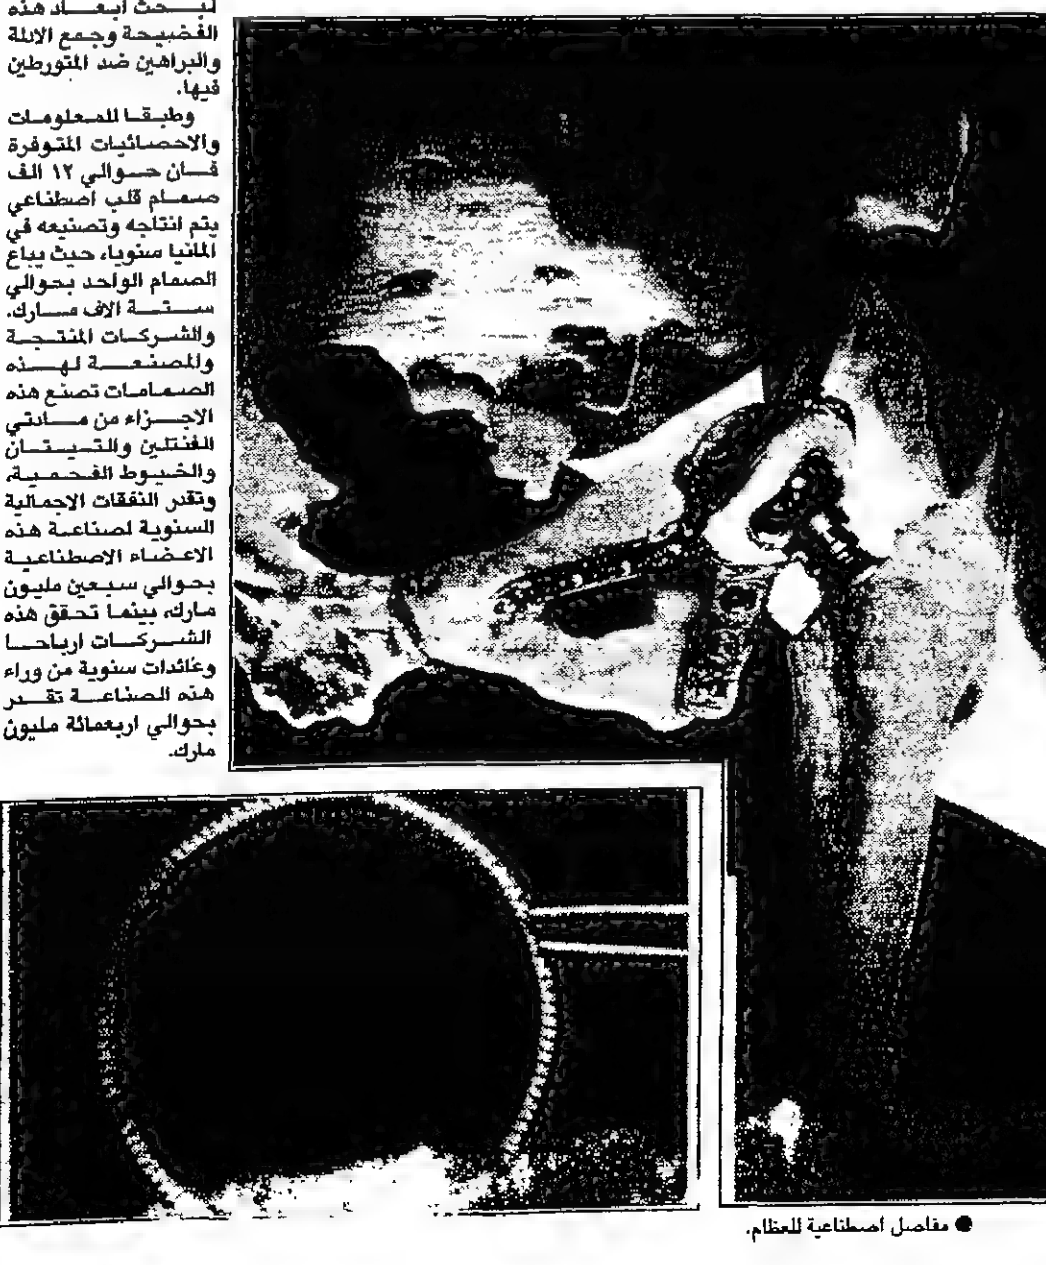 لبحث ابعاد هذه
الفضيحة وجمع الادلة
والبراهين ضد المتورطين
فيها.
وطبقا للمعلومات
والاحصائيات المتوفرة
فان حوالي ١٢ الف
صمام قلب اصطناعي
يتم انتاجه وتصنيعه في
المانيا سنويا، حيث يباع
الصمام الواحد بحوالي
ستة الاف مارك.
والشركات المنتجة
والمصنعة لهذه
الصمامات تصنع هذه
الاجزاء من مادتي
الفنتلين والتيستان
والخيوط الفحمية،
وتقدر النفقات الاجمالية
السنوية لصناعة هذه
الاعضاء الاصطناعية
بحوالي سبعين مليون
مارك، بينما تحقق هذه
الشركات ارباحا
وعائدات سنوية من وراء
هذه الصناعة تقدر
بحوالي اربعمائة مليون
مارك.
● مفاصل اصطناعية للعظام.